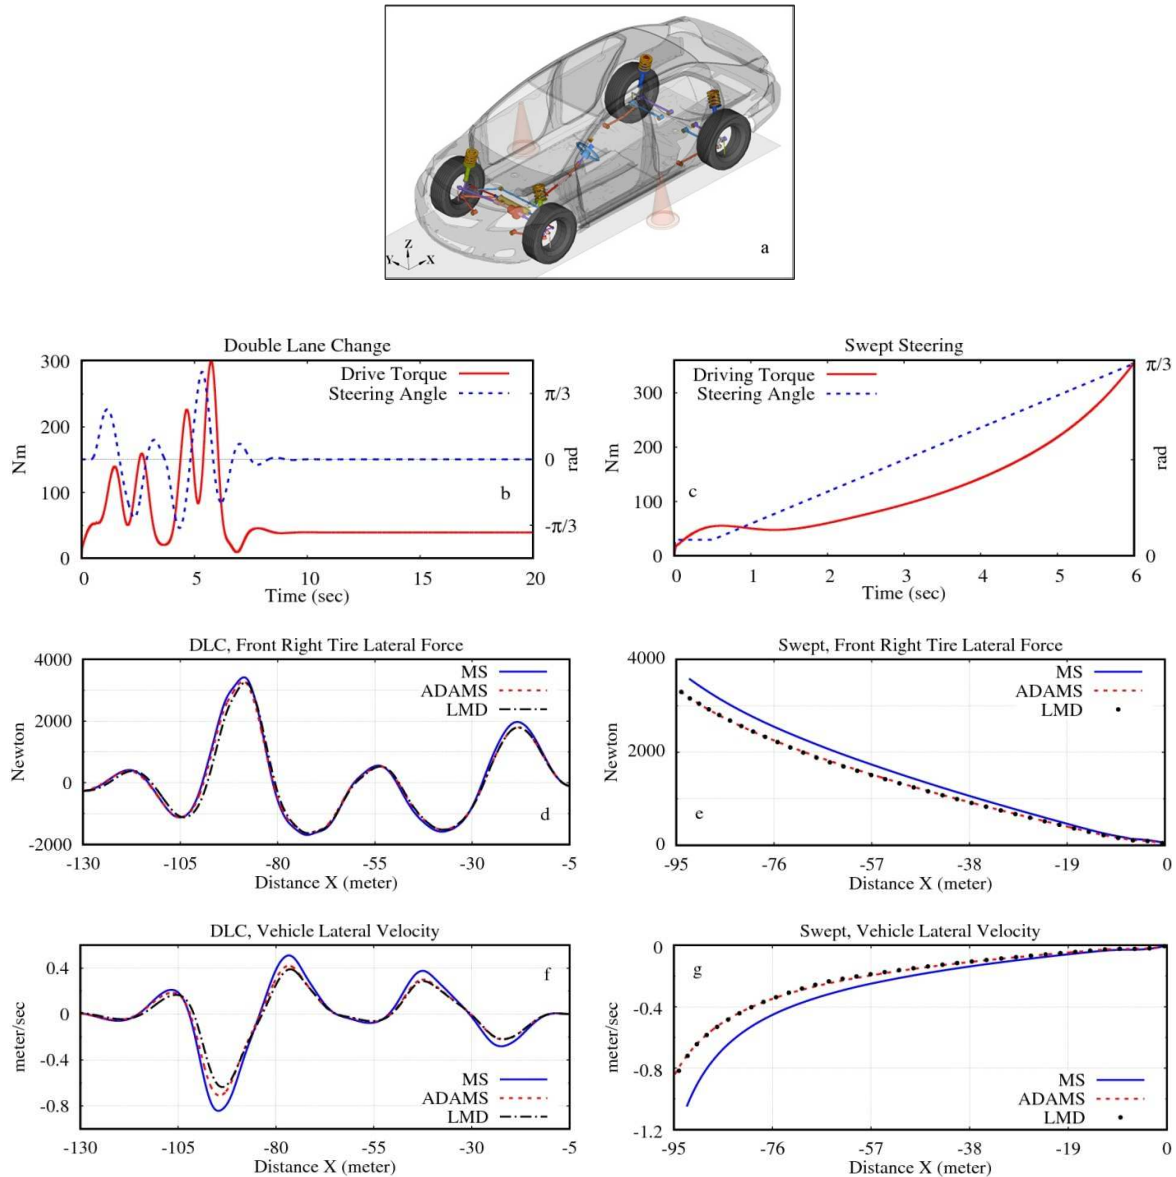 Z
Y X
a
Double Lane Change
300
200
100
0
Nm
Drive Torque
Steering Angle
π/3
0
-π/3
rad
b
0 5 10 15 20
Time (sec)
Swept Steering
300
200
100
0
Nm
Driving Torque
Steering Angle
π/3
0
rad
c
0 1 2 3 4 5 6
Time (sec)
DLC, Front Right Tire Lateral Force
4000
2000
0
-2000
Newton
MS
ADAMS
LMD
d
-130 -105 -80 -55 -30 -5
Distance X (meter)
Swept, Front Right Tire Lateral Force
4000
2000
0
Newton
MS
ADAMS
LMD
e
-95 -76 -57 -38 -19 0
Distance X (meter)
DLC, Vehicle Lateral Velocity
0.4
0
-0.4
-0.8
meter/sec
f
MS
ADAMS
LMD
-130 -105 -80 -55 -30 -5
Distance X (meter)
Swept, Vehicle Lateral Velocity
0
-0.4
-0.8
-1.2
meter/sec
g
MS
ADAMS
LMD
-95 -76 -57 -38 -19 0
Distance X (meter)